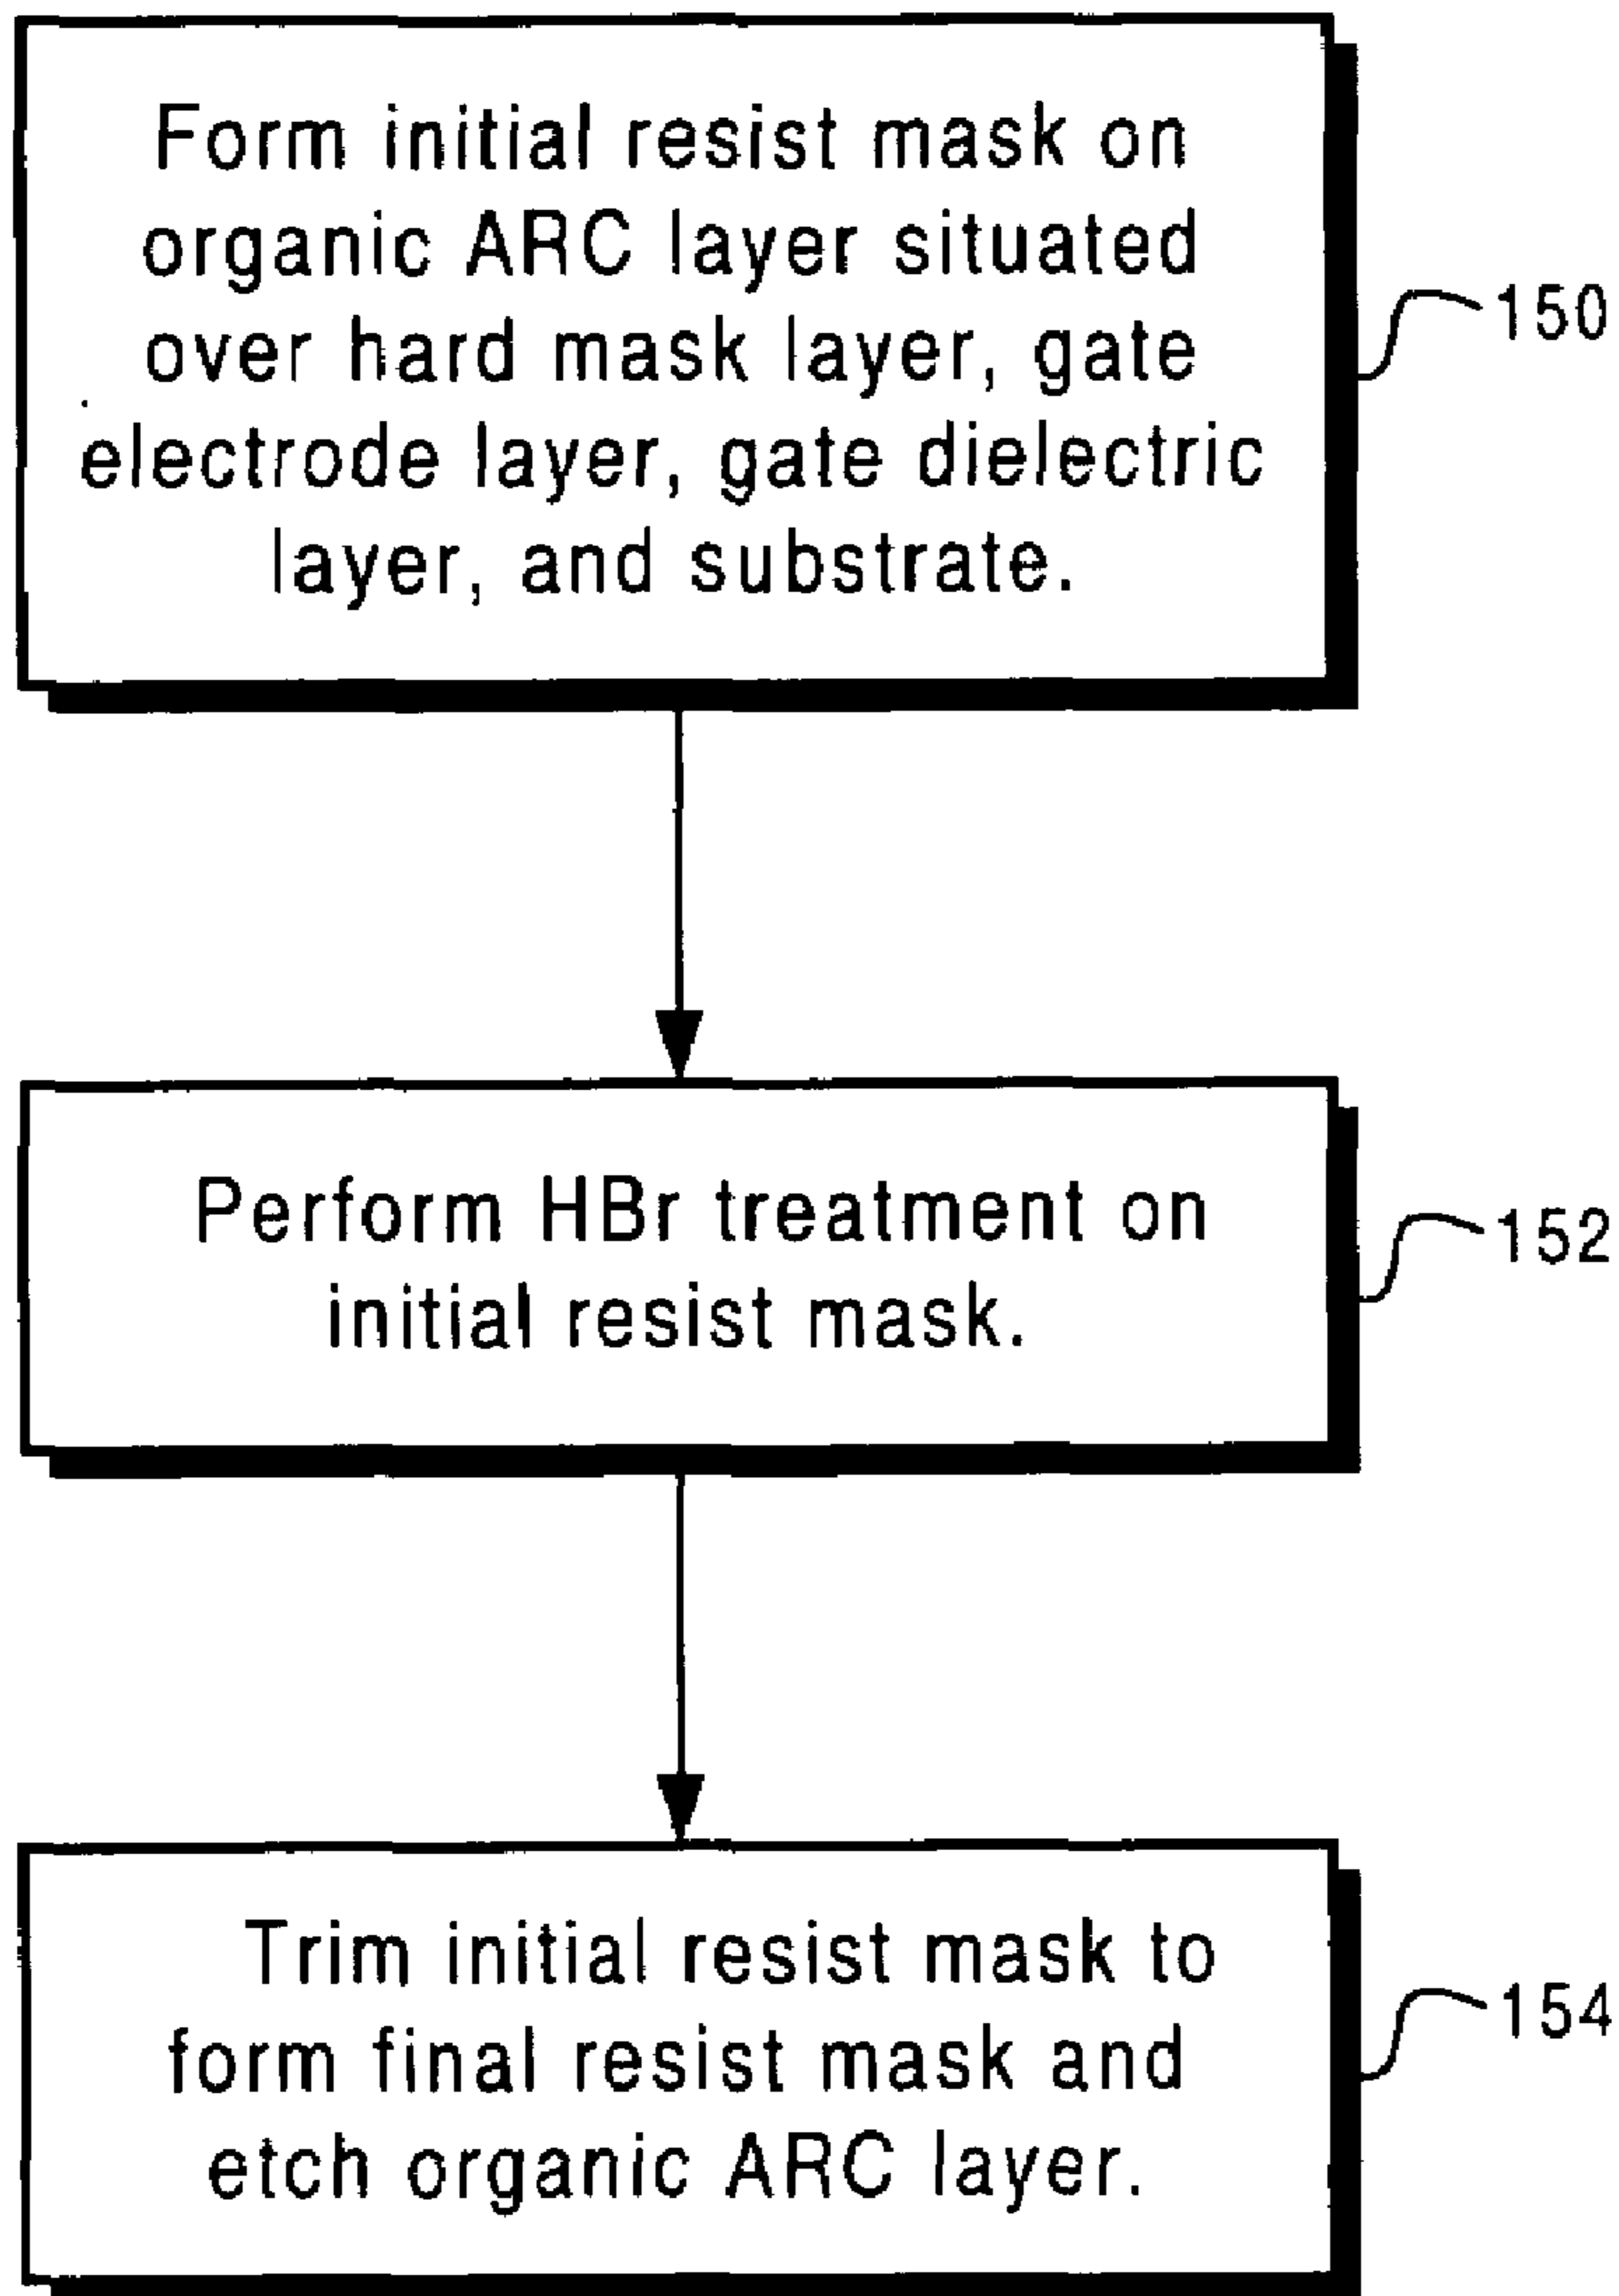 Form initial resist mask on
organic ARC layer situated
over hard mask layer, gate
electrode layer, gate dielectric
layer, and substrate.
150
Perform HBr treatment on
initial resist mask.
152
Trim initial resist mask to
form final resist mask and
etch organic ARC layer.
154